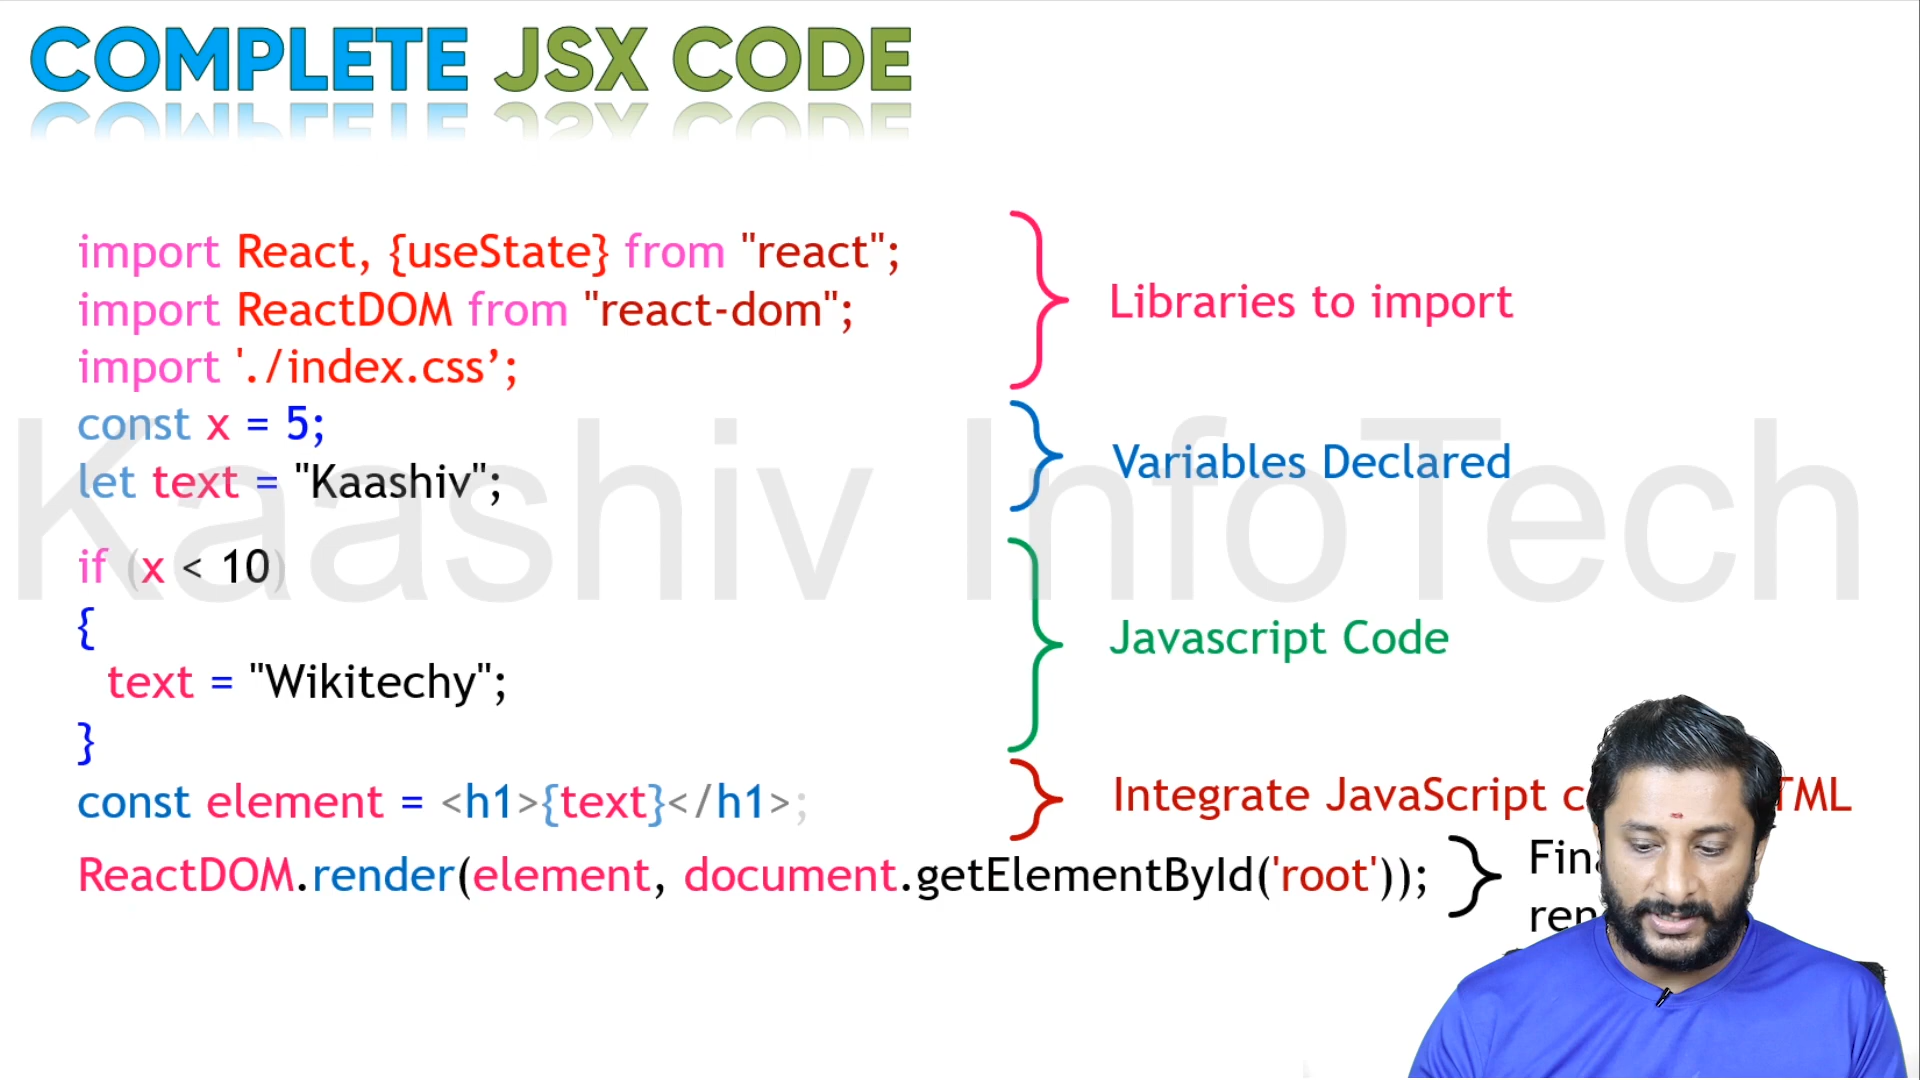 COMPLETE JSX CODE
import React, {useState} from "react";
import ReactDOM from "react-dom";
import './index.css’;
Libraries to import
const x = 5;
let text = "Kaashiv";
Variables Declared
Kaashiv InfoTech
if (x < 10)
{
text = "Wikitechy";
}
Javascript Code
const element = <h1>{text}</h1>;
Integrate JavaScript
ReactDOM.render(element, document.getElementById('root'));